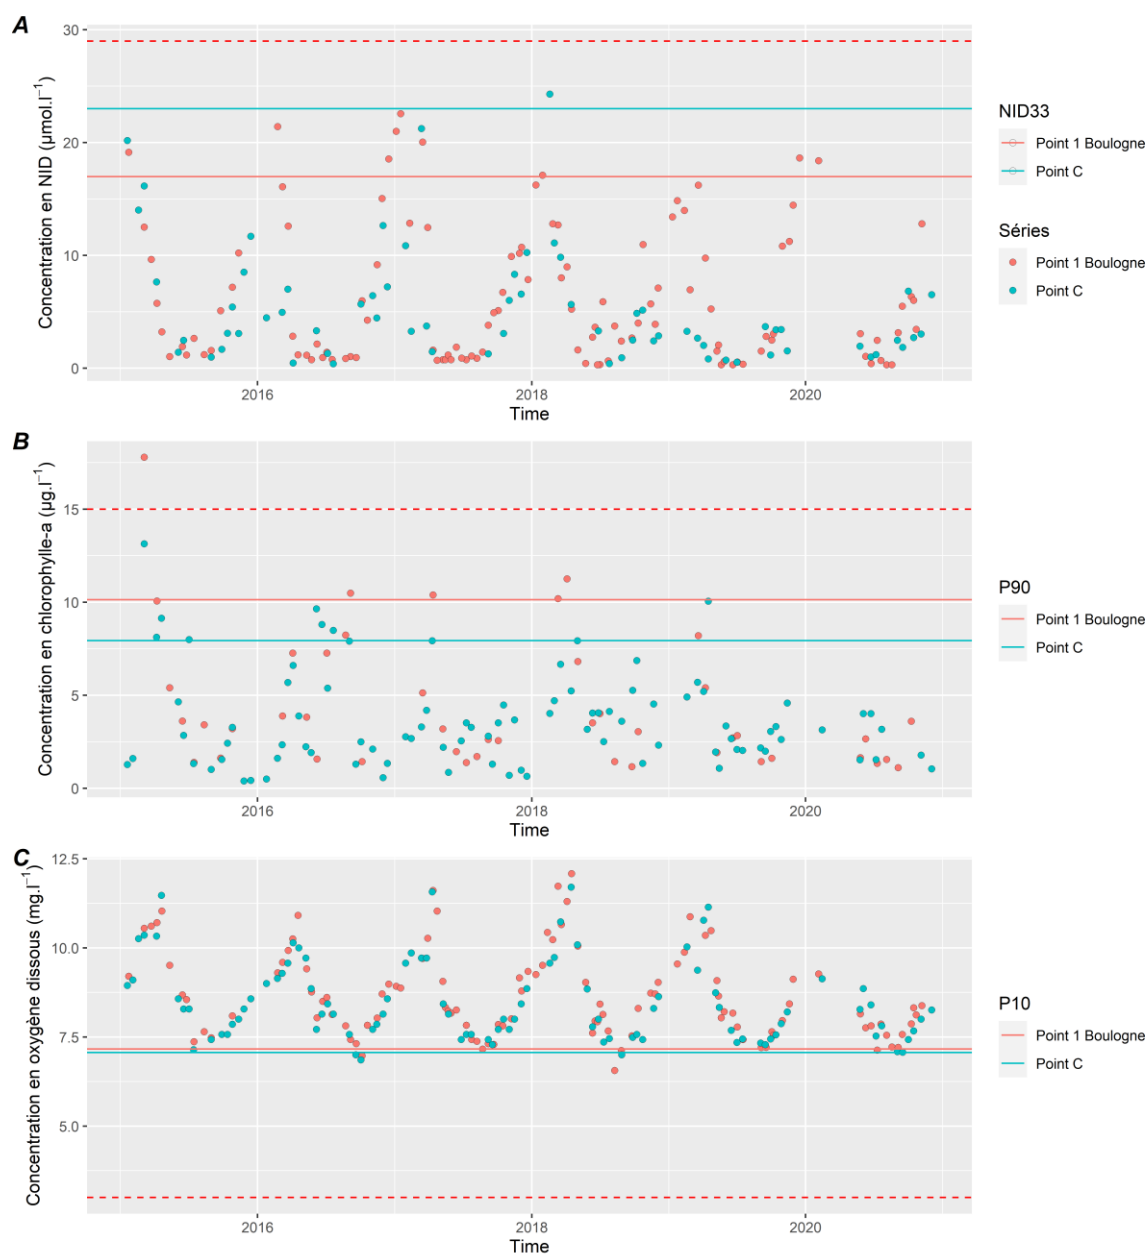 A
Concentration en NID (µmol.l⁻¹)
30
20
10
0
2016
2018
2020
Time
NID33
Point 1 Boulogne
Point C
Séries
Point 1 Boulogne
Point C
B
Concentration en chlorophylle-a (µg.l⁻¹)
15
10
5
0
2016
2018
2020
Time
P90
Point 1 Boulogne
Point C
C
Concentration en oxygène dissous (mg.l⁻¹)
12.5
10.0
7.5
5.0
2016
2018
2020
Time
P10
Point 1 Boulogne
Point C